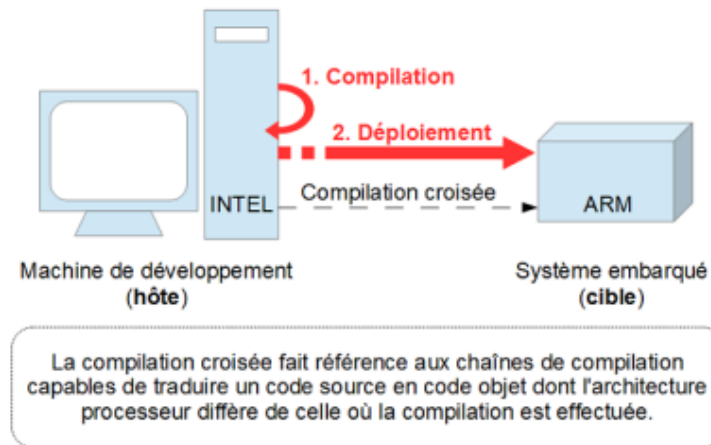 1. Compilation
2. Déploiement
INTEL
Compilation croisée
ARM
Machine de développement
(hôte)
Système embarqué
(cible)
La compilation croisée fait référence aux chaînes de compilation
capables de traduire un code source en code objet dont l'architecture
processeur diffère de celle où la compilation est effectuée.